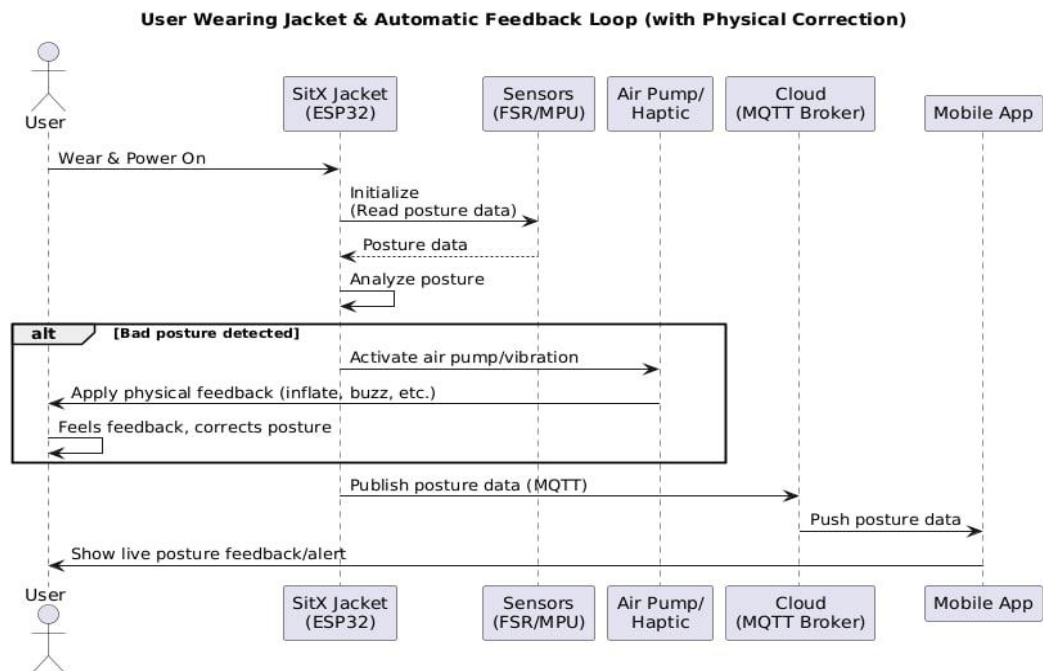 User Wearing Jacket & Automatic Feedback Loop (with Physical Correction)
User
SitX Jacket
(ESP32)
Sensors
(FSR/MPU)
Air Pump/
Haptic
Cloud
(MQTT Broker)
Mobile App
Wear & Power On
Initialize
(Read posture data)
Posture data
Analyze posture
alt
[Bad posture detected]
Activate air pump/vibration
Apply physical feedback (inflate, buzz, etc.)
Feels feedback, corrects posture
Publish posture data (MQTT)
Push posture data
Show live posture feedback/alert
User
SitX Jacket
(ESP32)
Sensors
(FSR/MPU)
Air Pump/
Haptic
Cloud
(MQTT Broker)
Mobile App